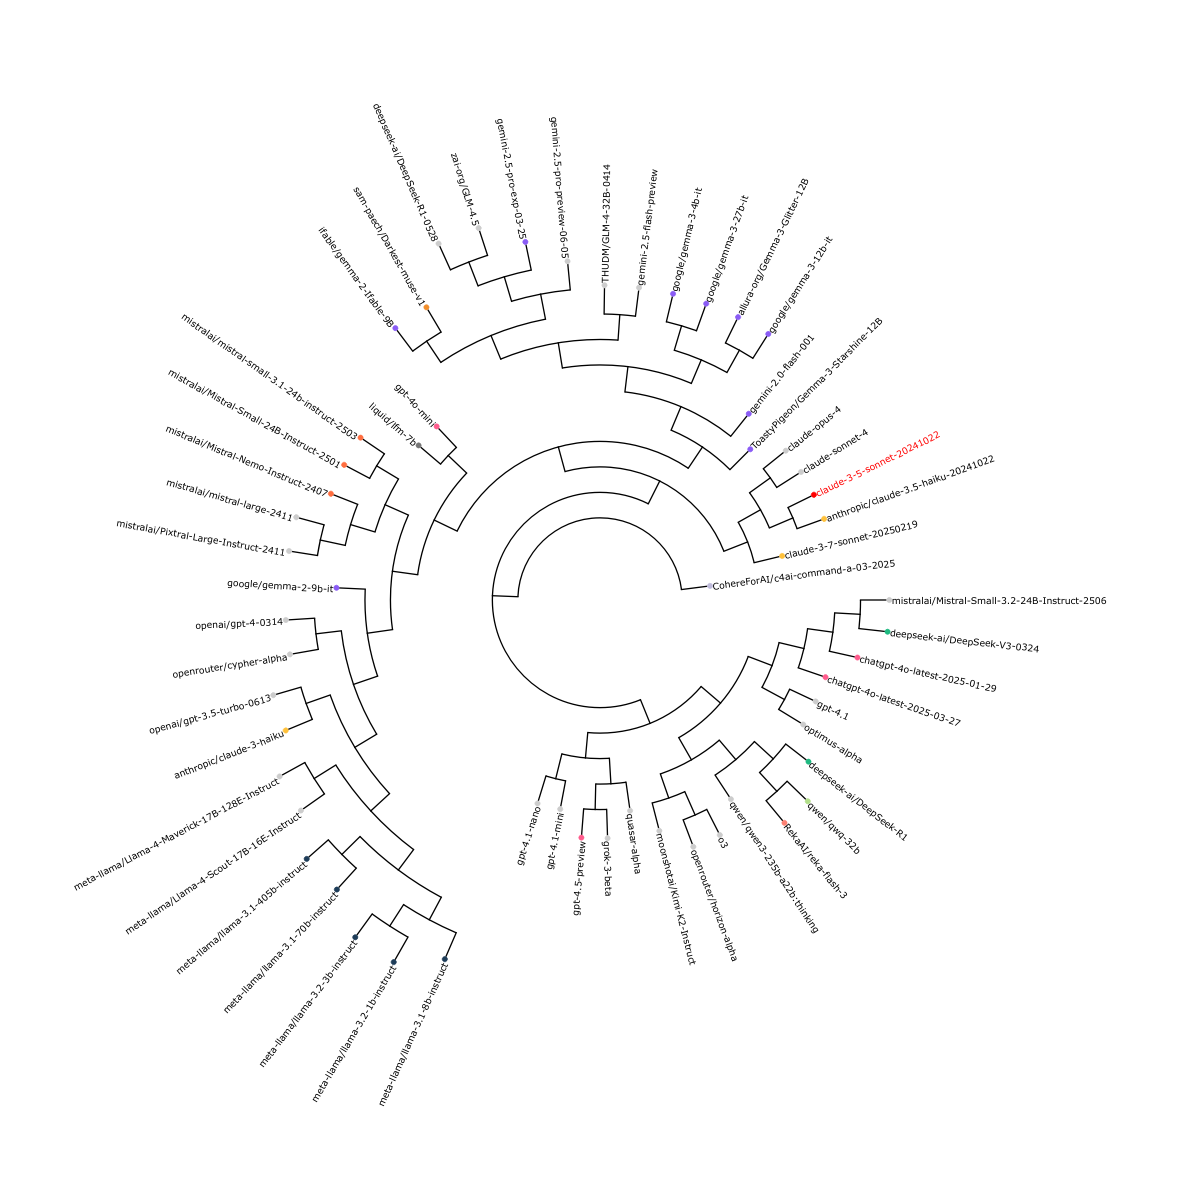 deepseek-ai/DeepSeek-R1-0528
zai-org/GLM-4.5
gemini-2.5-pro-exp-03-25
gemini-2.5-pro-preview-06-05
THUDM/GLM-4-32B-0414
gemini-2.5-flash-preview
google/gemma-3-4b-it
google/gemma-3-27b-it
allura-org/Gemma-3-Glitter-12B
google/gemma-3-12b-it
gemini-2.0-flash-001
ToastyPigeon/Gemma-3-Starshine-12B
claude-opus-4
claude-sonnet-4
claude-3-5-sonnet-20241022
anthropic/claude-3.5-haiku-20241022
claude-3-7-sonnet-20250219
CohereForAI/c4ai-command-a-03-2025
mistralai/Mistral-Small-3.2-24B-Instruct-2506
deepseek-ai/DeepSeek-V3-0324
chatgpt-4o-latest-2025-01-29
chatgpt-4o-latest-2025-03-27
gpt-4.1
optimus-alpha
deepseek-ai/DeepSeek-R1
qwen/qwq-32b
RekaAI/reka-flash-3
qwen/qwen3-235b-a22b:thinking
o3
openrouter/horizon-alpha
moonshotai/Kimi-K2-Instruct
quasar-alpha
grok-3-beta
gpt-4.5-preview
gpt-4.1-mini
gpt-4.1-nano
meta-llama/llama-3.1-8b-instruct
meta-llama/llama-3.2-1b-instruct
meta-llama/llama-3.2-3b-instruct
meta-llama/llama-3.1-70b-instruct
meta-llama/llama-3.1-405b-instruct
meta-llama/Llama-4-Scout-17B-16E-Instruct
meta-llama/Llama-4-Maverick-17B-128E-Instruct
anthropic/claude-3-haiku
openai/gpt-3.5-turbo-0613
openrouter/cypher-alpha
openai/gpt-4-0314
google/gemma-2-9b-it
mistralai/Pixtral-Large-Instruct-2411
mistralai/mistral-large-2411
mistralai/Mistral-Nemo-Instruct-2407
mistralai/Mistral-Small-24B-Instruct-2501
mistralai/mistral-small-3.1-24b-instruct-2503
liquid/lfm-7b
gpt-4o-mini
ifable/gemma-2-Ifable-9B
sam-paech/Darkest-muse-v1